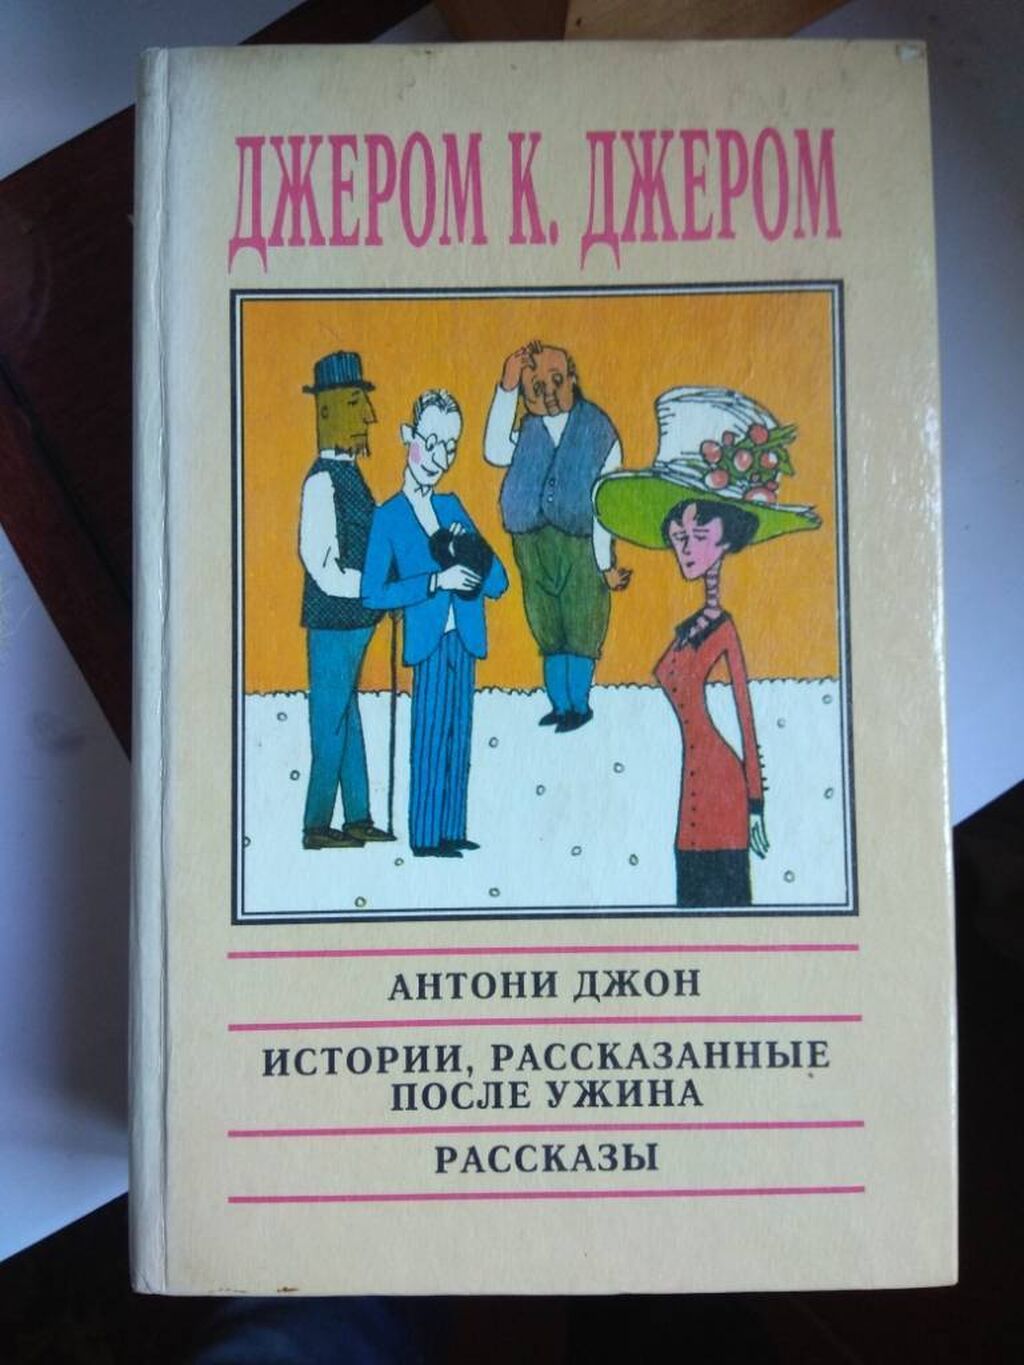 ДЖЕРОМ К. ДЖЕРОМ
АНТОНИ ДЖОН
ИСТОРИИ, РАССКАЗАННЫЕ
ПОСЛЕ УЖИНА
РАССКАЗЫ